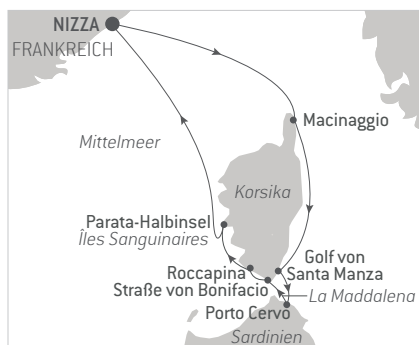 NIZZA
FRANKREICH
Macinaggio
Mittelmeer
Korsika
Parata-Halbinsel
Îles Sanguinaires
Golf von
Santa Manza
Roccapina
Straße von Bonifacio
La Maddalena
Porto Cervo
Sardinien